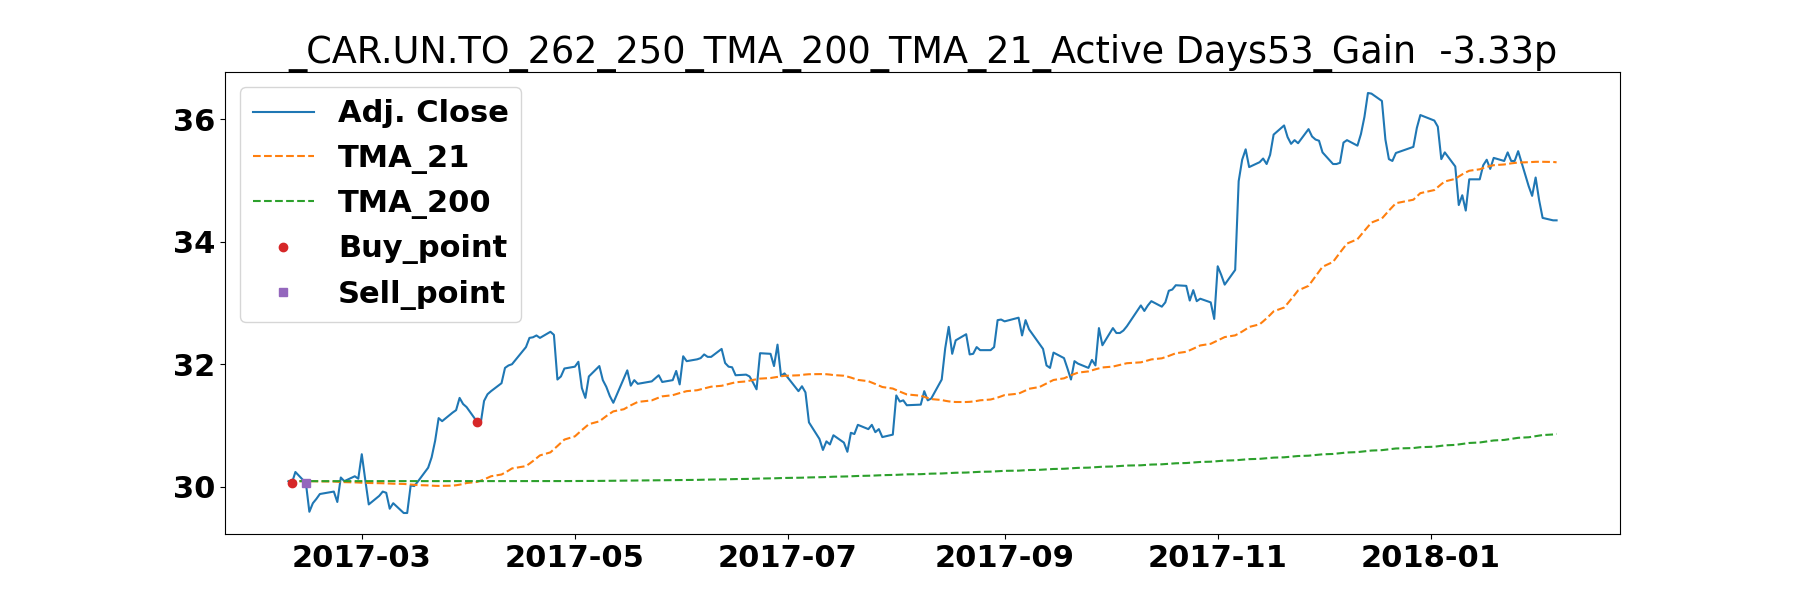 _CAR.UN.TO_262_250_TMA_200_TMA_21_Active Days53_Gain  -3.33p
Adj. Close
TMA_21
TMA_200
Buy_point
Sell_point
36
34
32
30
2017-03
2017-05
2017-07
2017-09
2017-11
2018-01